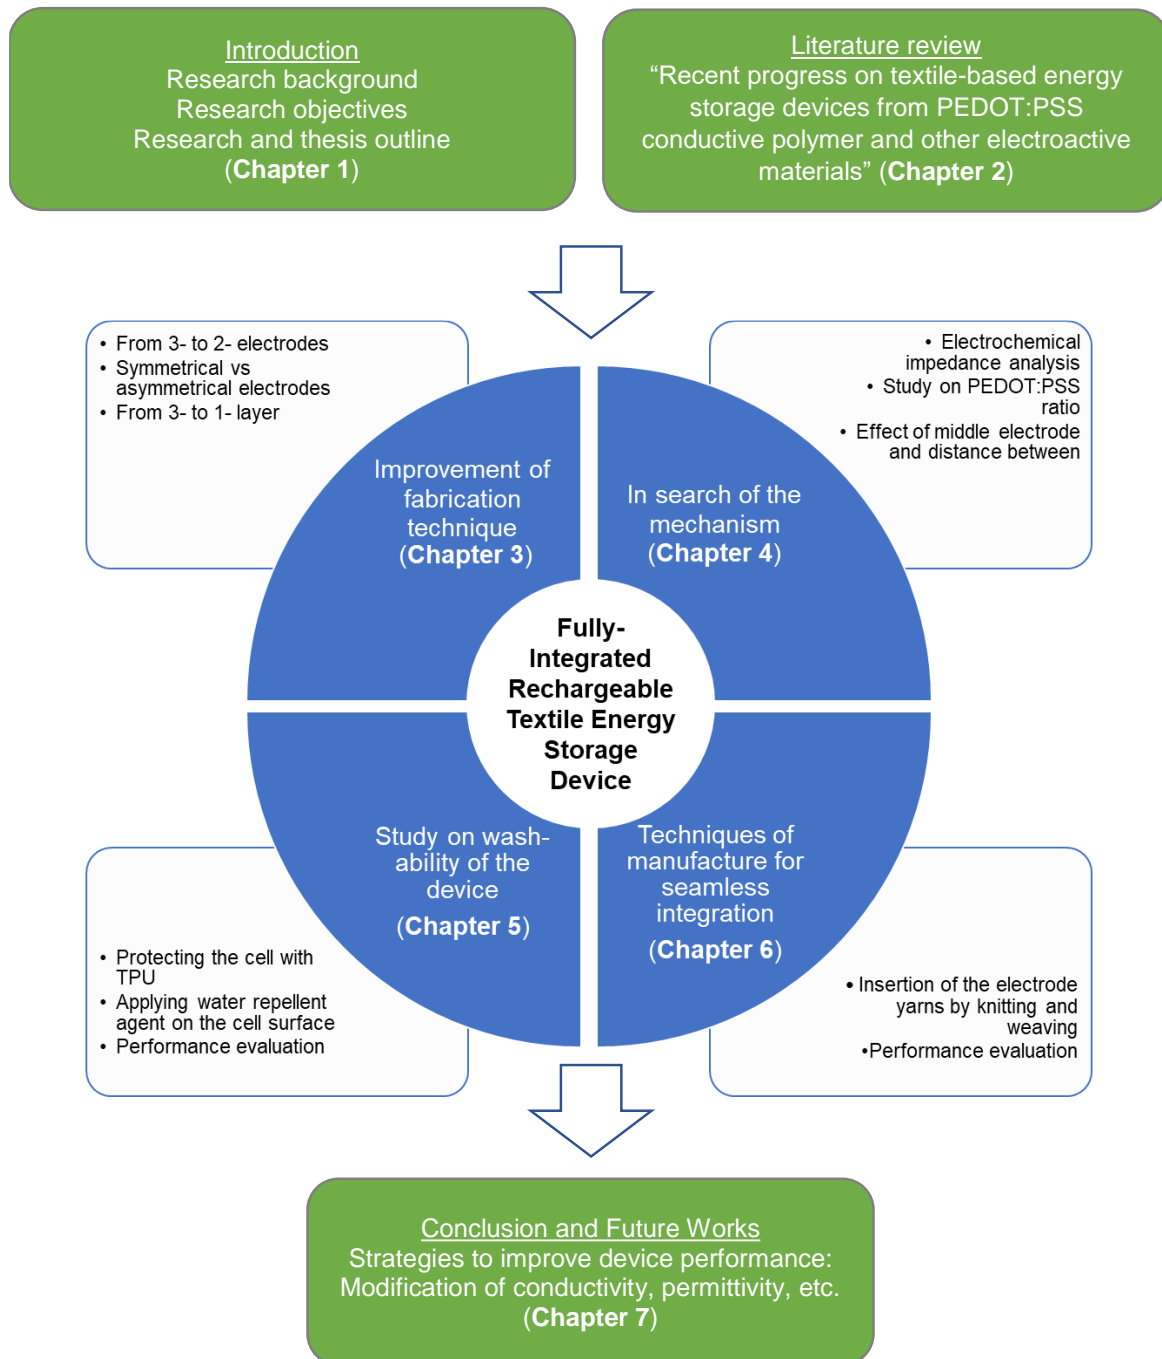 Introduction
Research background
Research objectives
Research and thesis outline
(Chapter 1)
Literature review
“Recent progress on textile-based energy
storage devices from PEDOT:PSS
conductive polymer and other electroactive
materials” (Chapter 2)
• From 3- to 2- electrodes
• Symmetrical vs
asymmetrical electrodes
• From 3- to 1- layer
• Electrochemical
impedance analysis
• Study on PEDOT:PSS
ratio
• Effect of middle electrode
and distance between
Improvement of
fabrication
technique
(Chapter 3)
In search of the
mechanism
(Chapter 4)
Fully-
Integrated
Rechargeable
Textile Energy
Storage
Device
Study on wash-
ability of the
device
(Chapter 5)
Techniques of
manufacture for
seamless
integration
(Chapter 6)
• Protecting the cell with
TPU
• Applying water repellent
agent on the cell surface
• Performance evaluation
• Insertion of the electrode
yarns by knitting and
weaving
•Performance evaluation
Conclusion and Future Works
Strategies to improve device performance:
Modification of conductivity, permittivity, etc.
(Chapter 7)